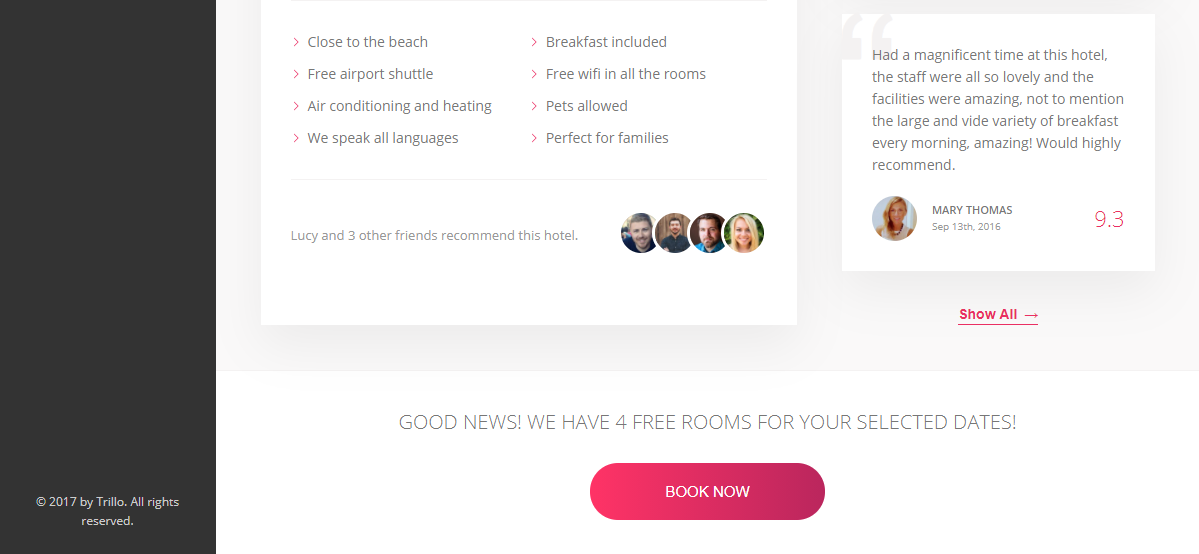 Close to the beach
Breakfast included
Free airport shuttle
Free wifi in all the rooms
Air conditioning and heating
Pets allowed
We speak all languages
Perfect for families
Lucy and 3 other friends recommend this hotel.
“
Had a magnificent time at this hotel,
the staff were all so lovely and the
facilities were amazing, not to mention
the large and vide variety of breakfast
every morning, amazing! Would highly
recommend.
MARY THOMAS
Sep 13th, 2016
9.3
Show All →
GOOD NEWS! WE HAVE 4 FREE ROOMS FOR YOUR SELECTED DATES!
BOOK NOW
© 2017 by Trillo. All rights
reserved.